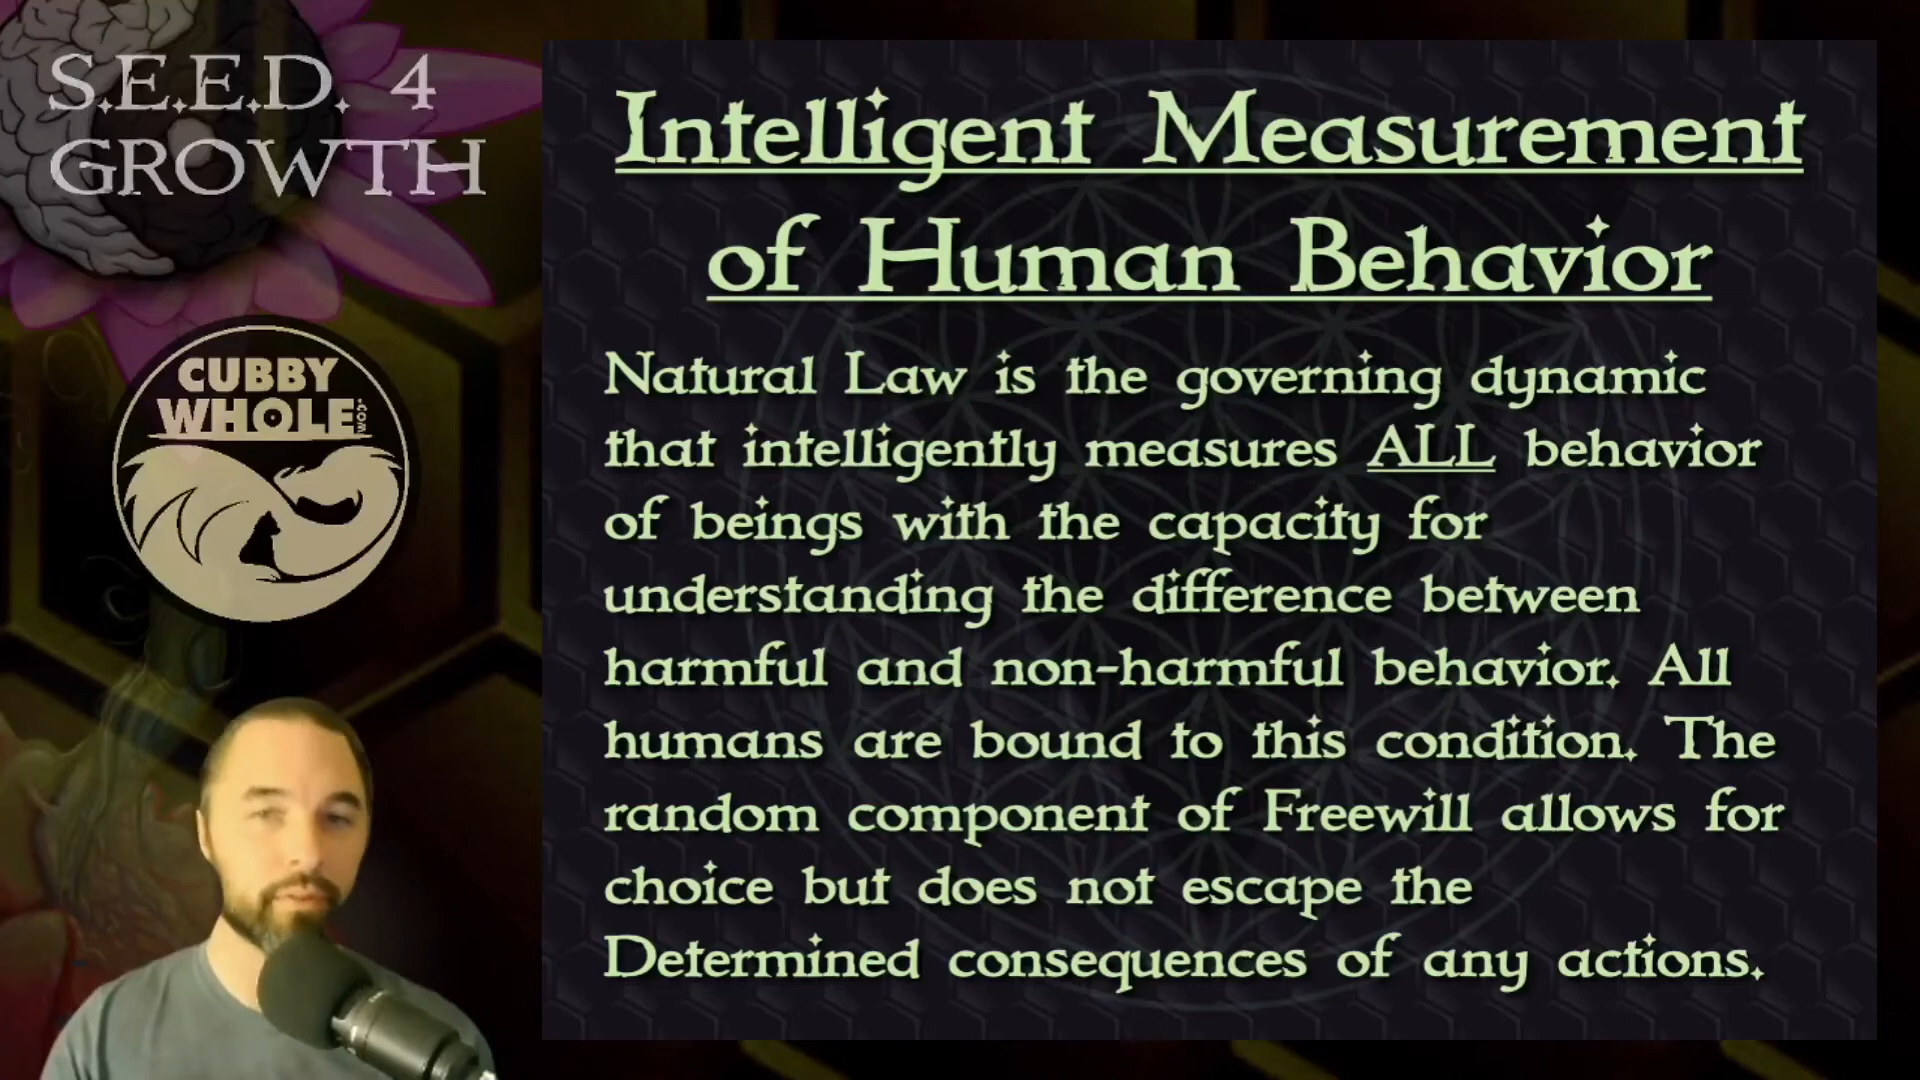 S.E.E.D. 4
GROWTH
CUBBY
WHOLE.COM
Intelligent Measurement
of Human Behavior
Natural Law is the governing dynamic
that intelligently measures ALL behavior
of beings with the capacity for
understanding the difference between
harmful and non-harmful behavior. All
humans are bound to this condition. The
random component of Freewill allows for
choice but does not escape the
Determined consequences of any actions.